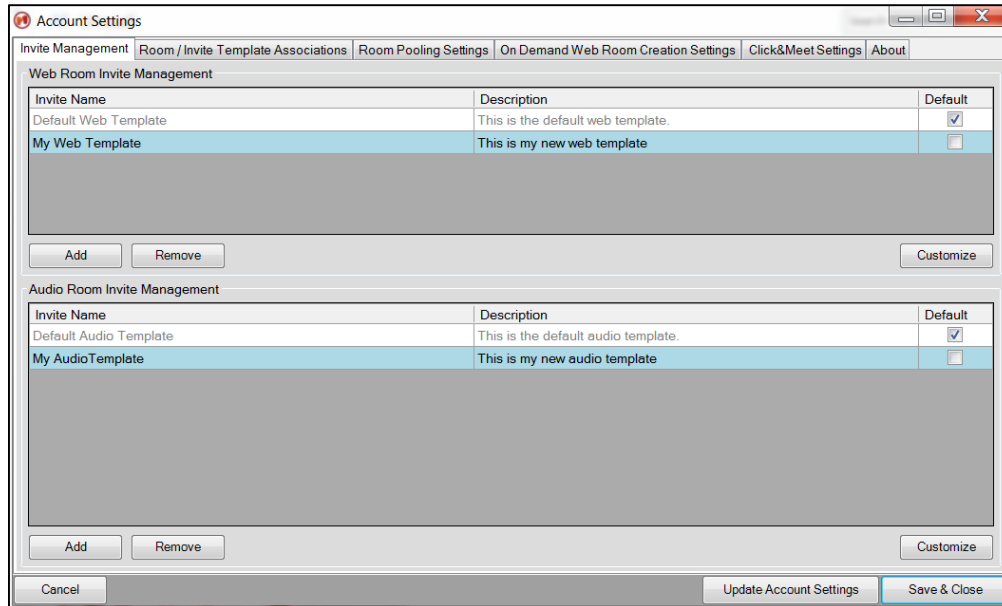 Account Settings
Invite Management Room / Invite Template Associations Room Pooling Settings On Demand Web Room Creation Settings Click&Meet Settings About
Web Room Invite Management
Invite Name Description Default
Default Web Template This is the default web template.
My Web Template This is my new web template
Add Remove Customize
Audio Room Invite Management
Invite Name Description Default
Default Audio Template This is the default audio template.
My AudioTemplate This is my new audio template
Add Remove Customize
Cancel Update Account Settings Save & Close